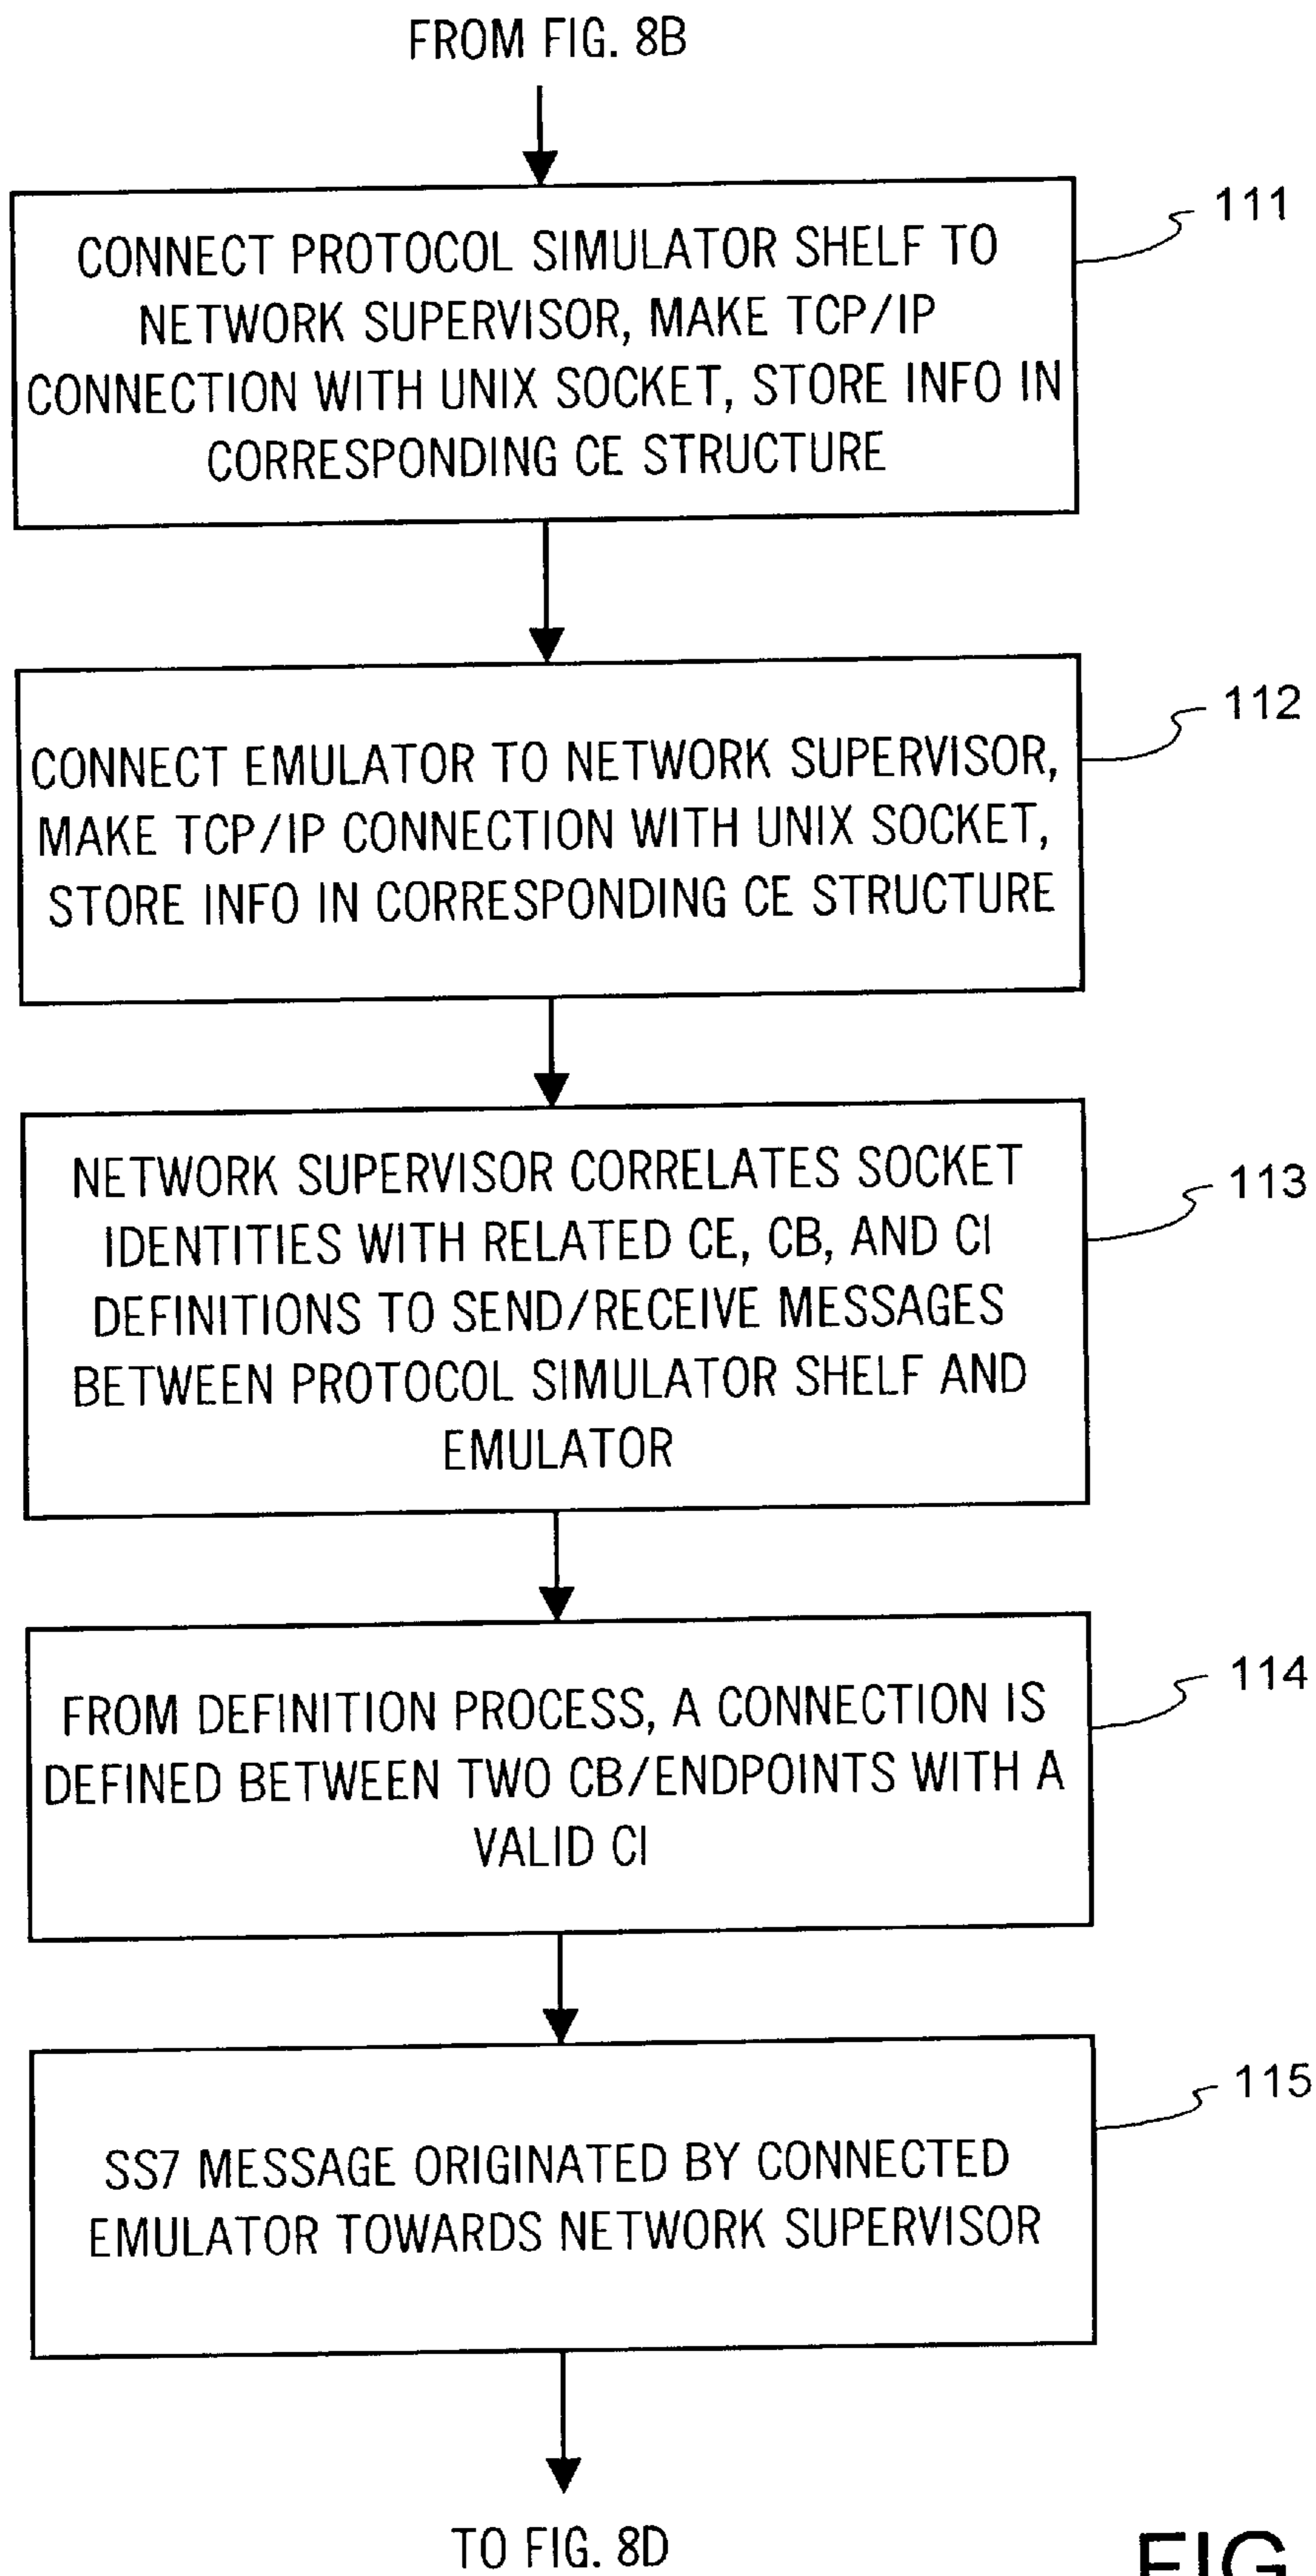 FROM FIG. 8B
CONNECT PROTOCOL SIMULATOR SHELF TO
NETWORK SUPERVISOR, MAKE TCP/IP
CONNECTION WITH UNIX SOCKET, STORE INFO IN
CORRESPONDING CE STRUCTURE
111
CONNECT EMULATOR TO NETWORK SUPERVISOR,
MAKE TCP/IP CONNECTION WITH UNIX SOCKET,
STORE INFO IN CORRESPONDING CE STRUCTURE
112
NETWORK SUPERVISOR CORRELATES SOCKET
IDENTITIES WITH RELATED CE, CB, AND CI
DEFINITIONS TO SEND/RECEIVE MESSAGES
BETWEEN PROTOCOL SIMULATOR SHELF AND
EMULATOR
113
FROM DEFINITION PROCESS, A CONNECTION IS
DEFINED BETWEEN TWO CB/ENDPOINTS WITH A
VALID CI
114
SS7 MESSAGE ORIGINATED BY CONNECTED
EMULATOR TOWARDS NETWORK SUPERVISOR
115
TO FIG. 8D
FIG